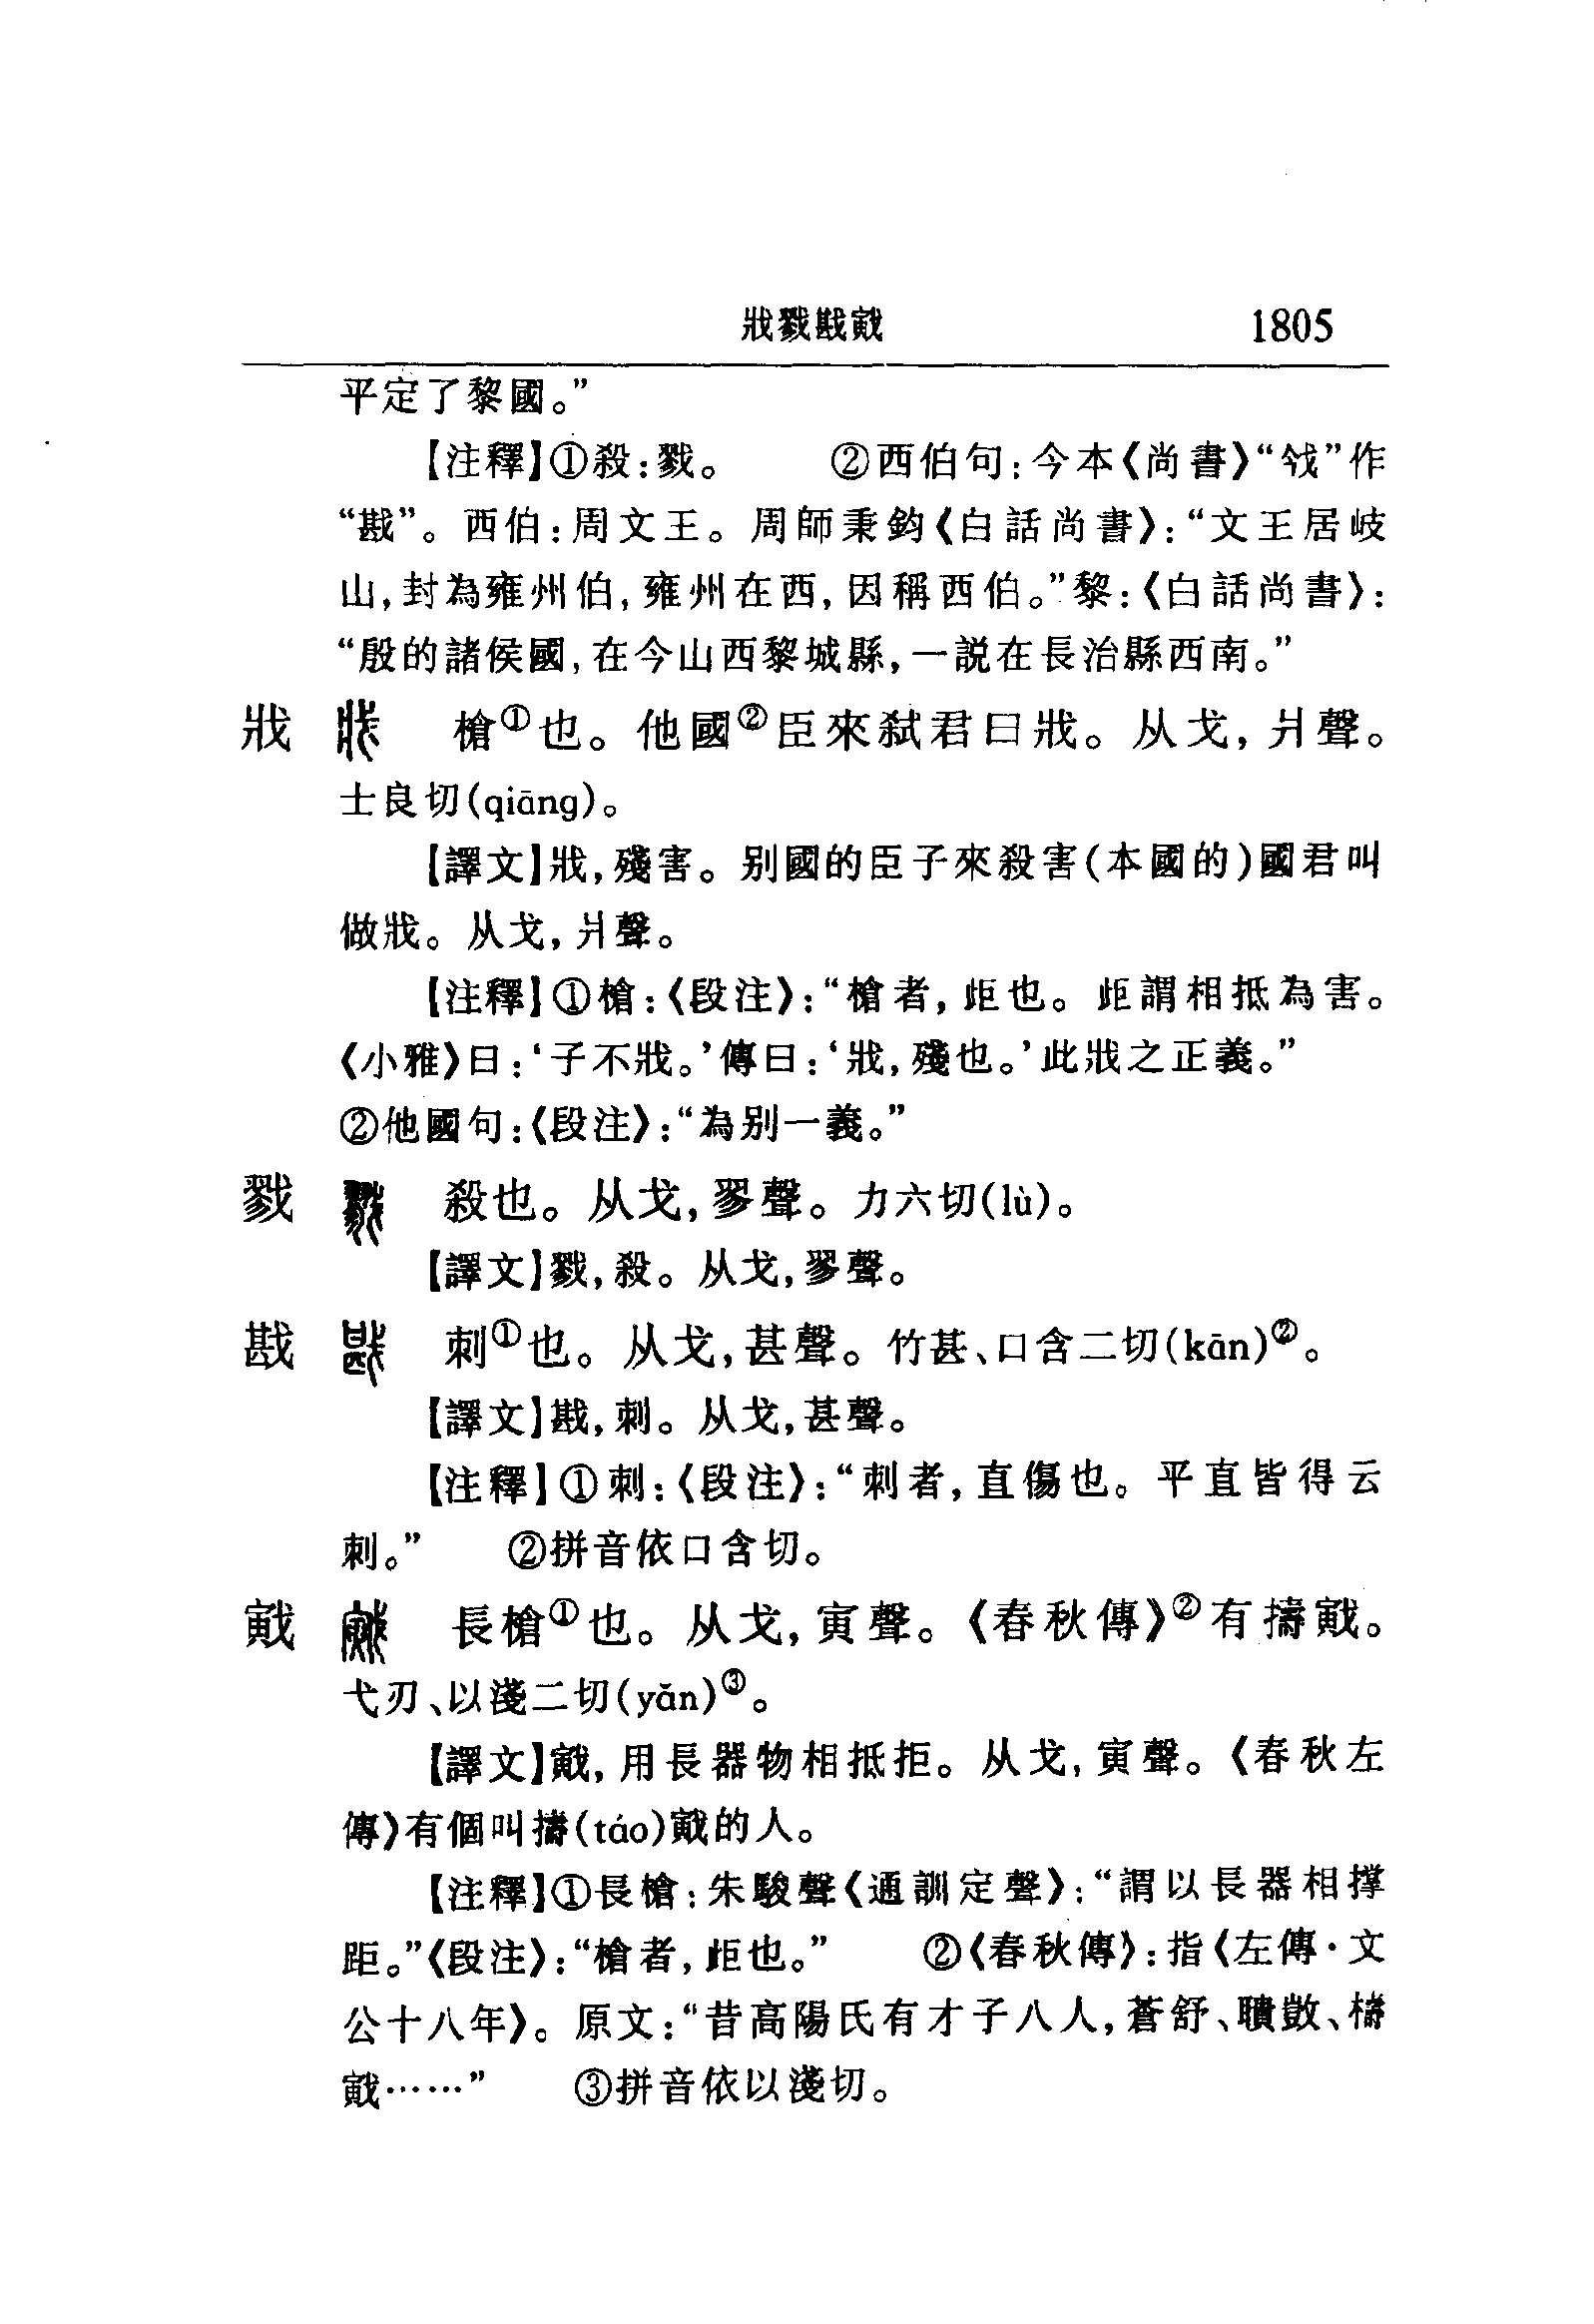 戕戮戡戭 1805
平定了黎國。”
【注釋】①殺：戮。 ②西伯句：今本《尚書》“𢦟”作
“戡”。西伯：周文王。周師秉鈞《白話尚書》：“文王居岐
山，封為雍州伯，雍州在西，因稱西伯。”黎：《白話尚書》：
“殷的諸侯國，在今山西黎城縣，一説在長治縣西南。”
戕 戕 槍①也。他國②臣來弑君曰戕。从戈，爿聲。
士良切(qiāng)。
【譯文】戕，殘害。别國的臣子來殺害(本國的)國君叫
做戕。从戈，爿聲。
【注釋】①槍：《段注》：“槍者，歫也。歫謂相抵為害。
《小雅》曰：‘子不戕。’傳曰：‘戕，殘也。’此戕之正義。”
②他國句：《段注》：“為别一義。”
戮 戮 殺也。从戈，翏聲。力六切(lù)。
【譯文】戮，殺。从戈，翏聲。
戡 戡 刺①也。从戈，甚聲。竹甚、口含二切(kān)②。
【譯文】戡，刺。从戈，甚聲。
【注釋】①刺：《段注》：“刺者，直傷也。平直皆得云
刺。” ②拼音依口含切。
戭 戭 長槍①也。从戈，寅聲。《春秋傳》②有擣戭。
弋刃、以淺二切(yǎn)③。
【譯文】戭，用長器物相抵拒。从戈，寅聲。《春秋左
傳》有個叫擣(táo)戭的人。
【注釋】①長槍：朱駿聲《通訓定聲》：“謂以長器相撑
距。”《段注》：“槍者，歫也。” ②《春秋傳》：指《左傳·文
公十八年》。原文：“昔高陽氏有才子八人，蒼舒、隤敳、檮
戭……” ③拼音依以淺切。